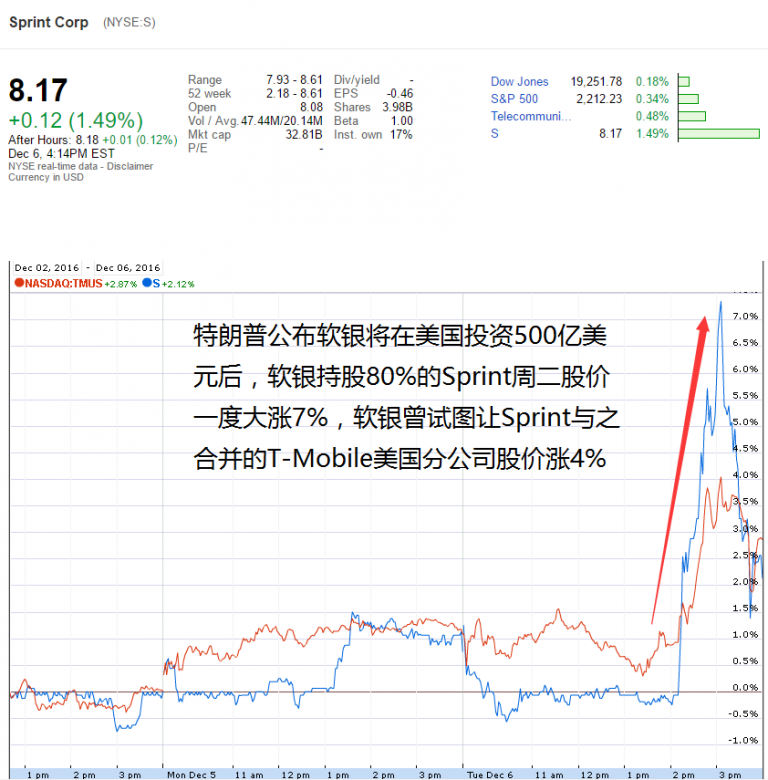 Sprint Corp (NYSE:S)
8.17
+0.12 (1.49%)
After Hours: 8.18 +0.01 (0.12%)
Dec 6, 4:14PM EST
NYSE real-time data - Disclaimer
Currency in USD
Range 7.93 - 8.61
52 week 2.18 - 8.61
Open 8.08
Vol / Avg. 47.44M/20.14M
Mkt cap 32.81B
P/E -
Div/yield -
EPS -0.46
Shares 3.98B
Beta 1.00
Inst. own 17%
Dow Jones 19,251.78 0.18%
S&P 500 2,212.23 0.34%
Telecommuni... 0.48%
S 8.17 1.49%
Dec 02, 2016 - Dec 06, 2016
NASDAQ:TMUS +2.87% S +2.12%
特朗普公布软银将在美国投资500亿美
元后，软银持股80%的Sprint周二股价
一度大涨7%，软银曾试图让Sprint与之
合并的T-Mobile美国分公司股价涨4%
7.0%
6.5%
6.0%
5.5%
5.0%
4.5%
4.0%
3.5%
3.0%
2.5%
2.0%
1.5%
1.0%
0.5%
0.0%
-0.5%
-1.0%
1 pm 2 pm 3 pm Mon Dec 5 11 am 12 pm 1 pm 2 pm 3 pm Tue Dec 6 11 am 12 pm 1 pm 2 pm 3 pm